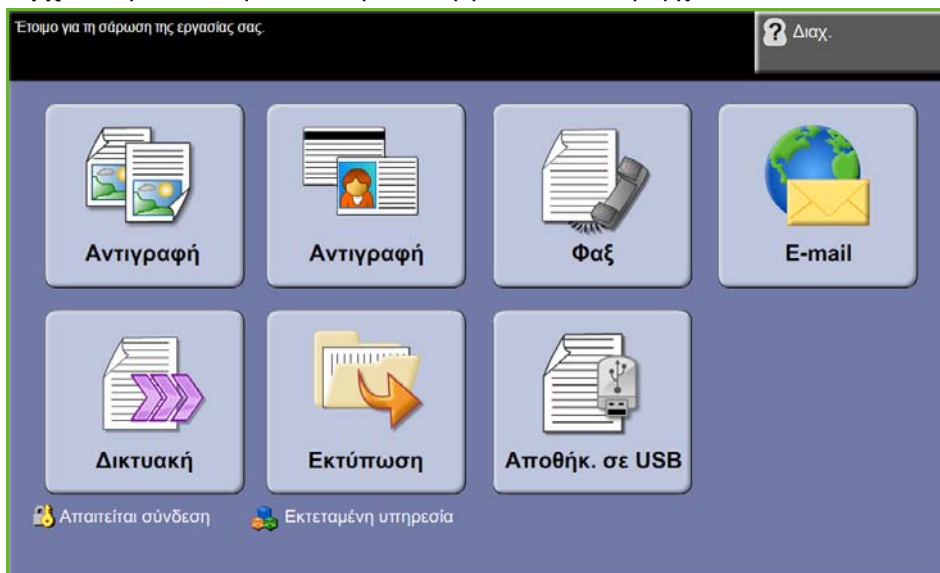 Έτοιμο για τη σάρωση της εργασίας σας.
Διαχ.
Αντιγραφή
Αντιγραφή
Φαξ
E-mail
Δικτυακή
Εκτύπωση
Αποθήκ. σε USB
Απαιτείται σύνδεση
Εκτεταμένη υπηρεσία